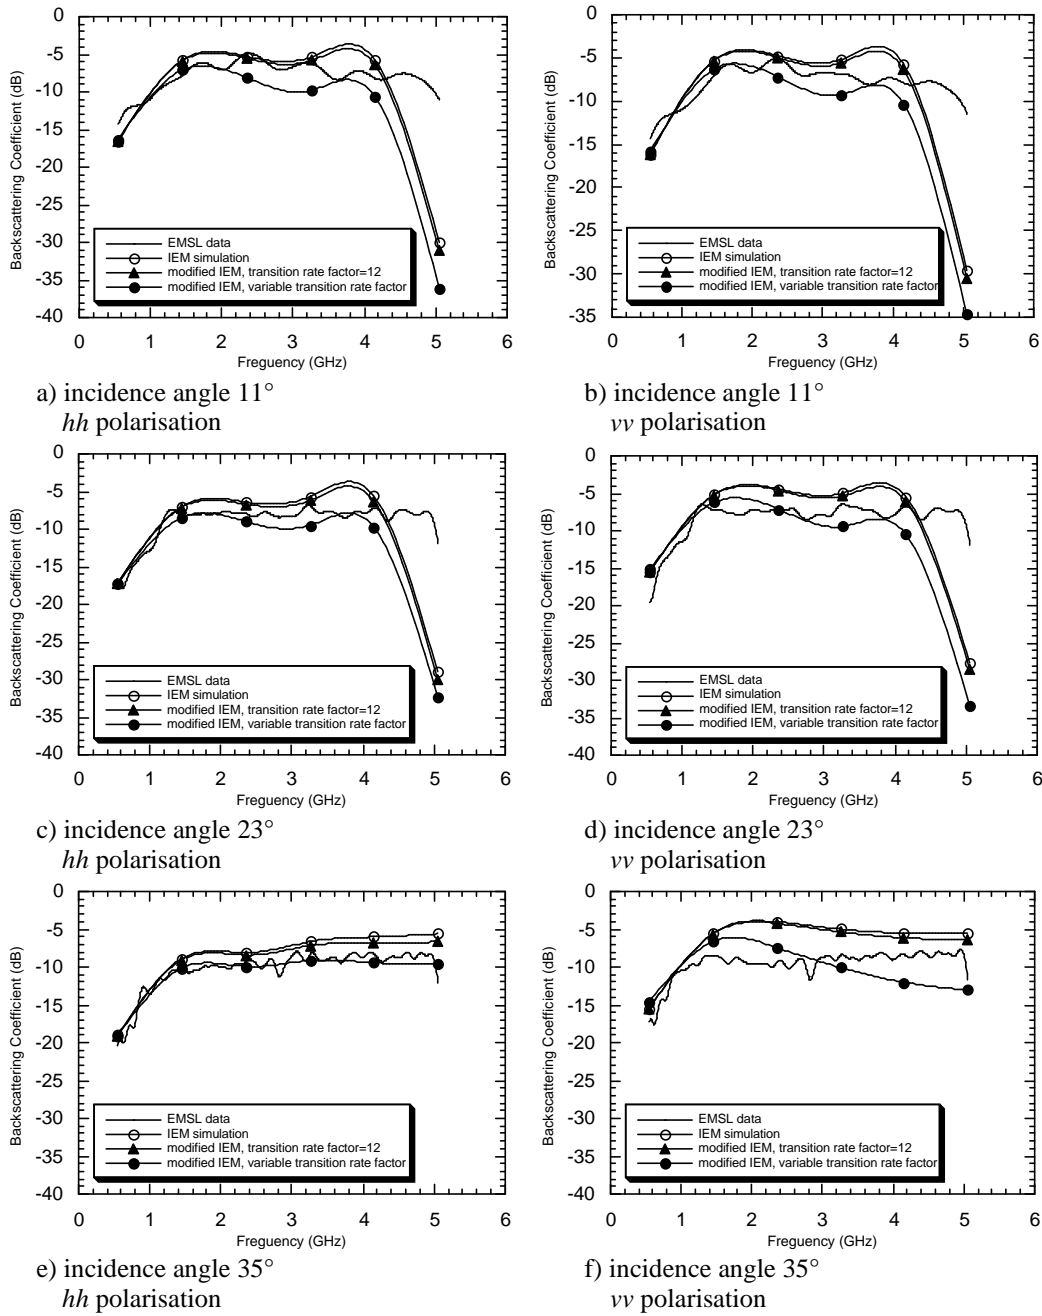 0
-5
-10
-15
-20
-25
-30
-35
-40
Backscattering Coefficient (dB)
EMSL data
IEM simulation
modified IEM, transition rate factor=12
modified IEM, variable transition rate factor
0 1 2 3 4 5 6
Freguency (GHz)
a) incidence angle 11°
hh polarisation
0
-5
-10
-15
-20
-25
-30
-35
Backscattering Coefficient (dB)
EMSL data
IEM simulation
modified IEM, transition rate factor=12
modified IEM, variable transition rate factor
0 1 2 3 4 5 6
Freguency (GHz)
b) incidence angle 11°
vv polarisation
0
-5
-10
-15
-20
-25
-30
-35
-40
Backscattering Coefficient (dB)
EMSL data
IEM simulation
modified IEM, transition rate factor=12
modified IEM, variable transition rate factor
0 1 2 3 4 5 6
Freguency (GHz)
c) incidence angle 23°
hh polarisation
0
-5
-10
-15
-20
-25
-30
-35
-40
Backscattering Coefficient (dB)
EMSL data
IEM simulation
modified IEM, transition rate factor=12
modified IEM, variable transition rate factor
0 1 2 3 4 5 6
Freguency (GHz)
d) incidence angle 23°
vv polarisation
0
-5
-10
-15
-20
-25
-30
-35
-40
Backscattering Coefficient (dB)
EMSL data
IEM simulation
modified IEM, transition rate factor=12
modified IEM, variable transition rate factor
0 1 2 3 4 5 6
Freguency (GHz)
e) incidence angle 35°
hh polarisation
0
-5
-10
-15
-20
-25
-30
-35
-40
Backscattering Coefficient (dB)
EMSL data
IEM simulation
modified IEM, transition rate factor=12
modified IEM, variable transition rate factor
0 1 2 3 4 5 6
Freguency (GHz)
f) incidence angle 35°
vv polarisation